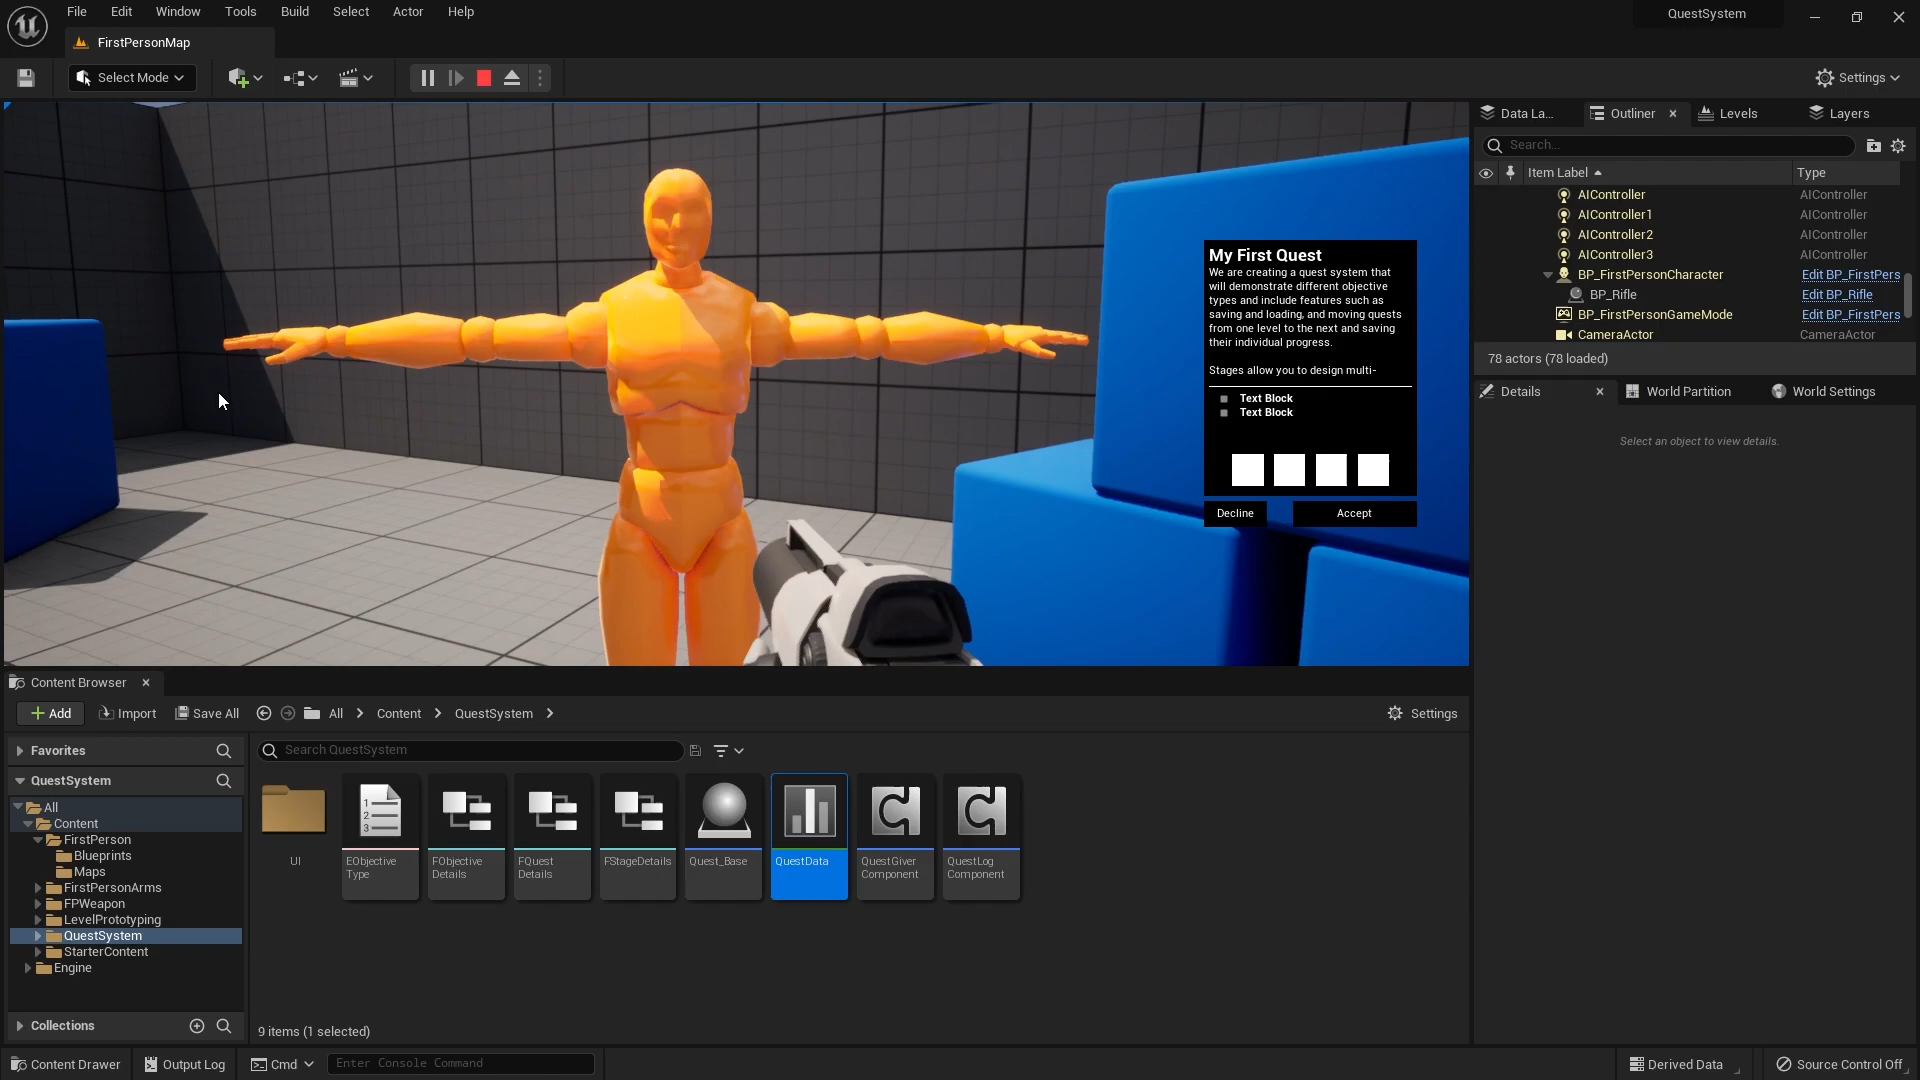 File Edit Window Tools Build Select Actor Help
QuestSystem
FirstPersonMap
Select Mode
Settings
Data La...
Outliner
Levels
Layers
Search...
Item Label
Type
AIController AIController
AIController1 AIController
AIController2 AIController
AIController3 AIController
BP_FirstPersonCharacter Edit BP_FirstPers
BP_Rifle Edit BP_Rifle
BP_FirstPersonGameMode Edit BP_FirstPers
CameraActor CameraActor
78 actors (78 loaded)
Details
World Partition
World Settings
Select an object to view details.
My First Quest
We are creating a quest system that
will demonstrate different objective
types and include features such as
saving and loading, and moving quests
from one level to the next and saving
their individual progress.
Stages allow you to design multi-
Text Block
Text Block
Decline
Accept
Content Browser
Add
Import
Save All
All
Content
QuestSystem
Settings
Favorites
Search QuestSystem
QuestSystem
All
Content
FirstPerson
Blueprints
Maps
FirstPersonArms
FPWeapon
LevelPrototyping
QuestSystem
StarterContent
Engine
Collections
UI
EObjective
Type
FObjective
Details
FQuest
Details
FStageDetails
Quest_Base
QuestData
QuestGiver
Component
QuestLog
Component
1
2
3
9 items (1 selected)
Content Drawer
Output Log
Cmd
Enter Console Command
Derived Data
Source Control Off